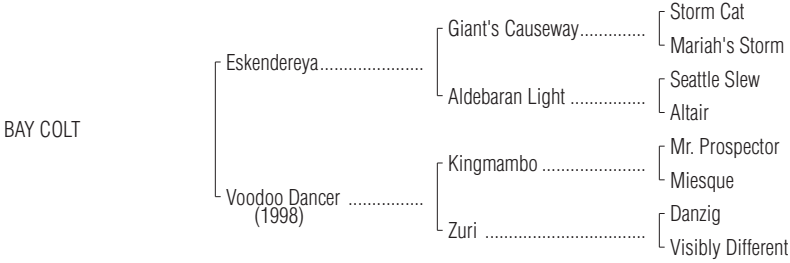 Storm Cat
Giant's Causeway..............
Mariah's Storm
Eskendereya......................
Seattle Slew
Aldebaran Light ................
Altair
BAY COLT
Mr. Prospector
Kingmambo ......................
Miesque
Voodoo Dancer ................
(1998)
Danzig
Zuri ..................................
Visibly Different